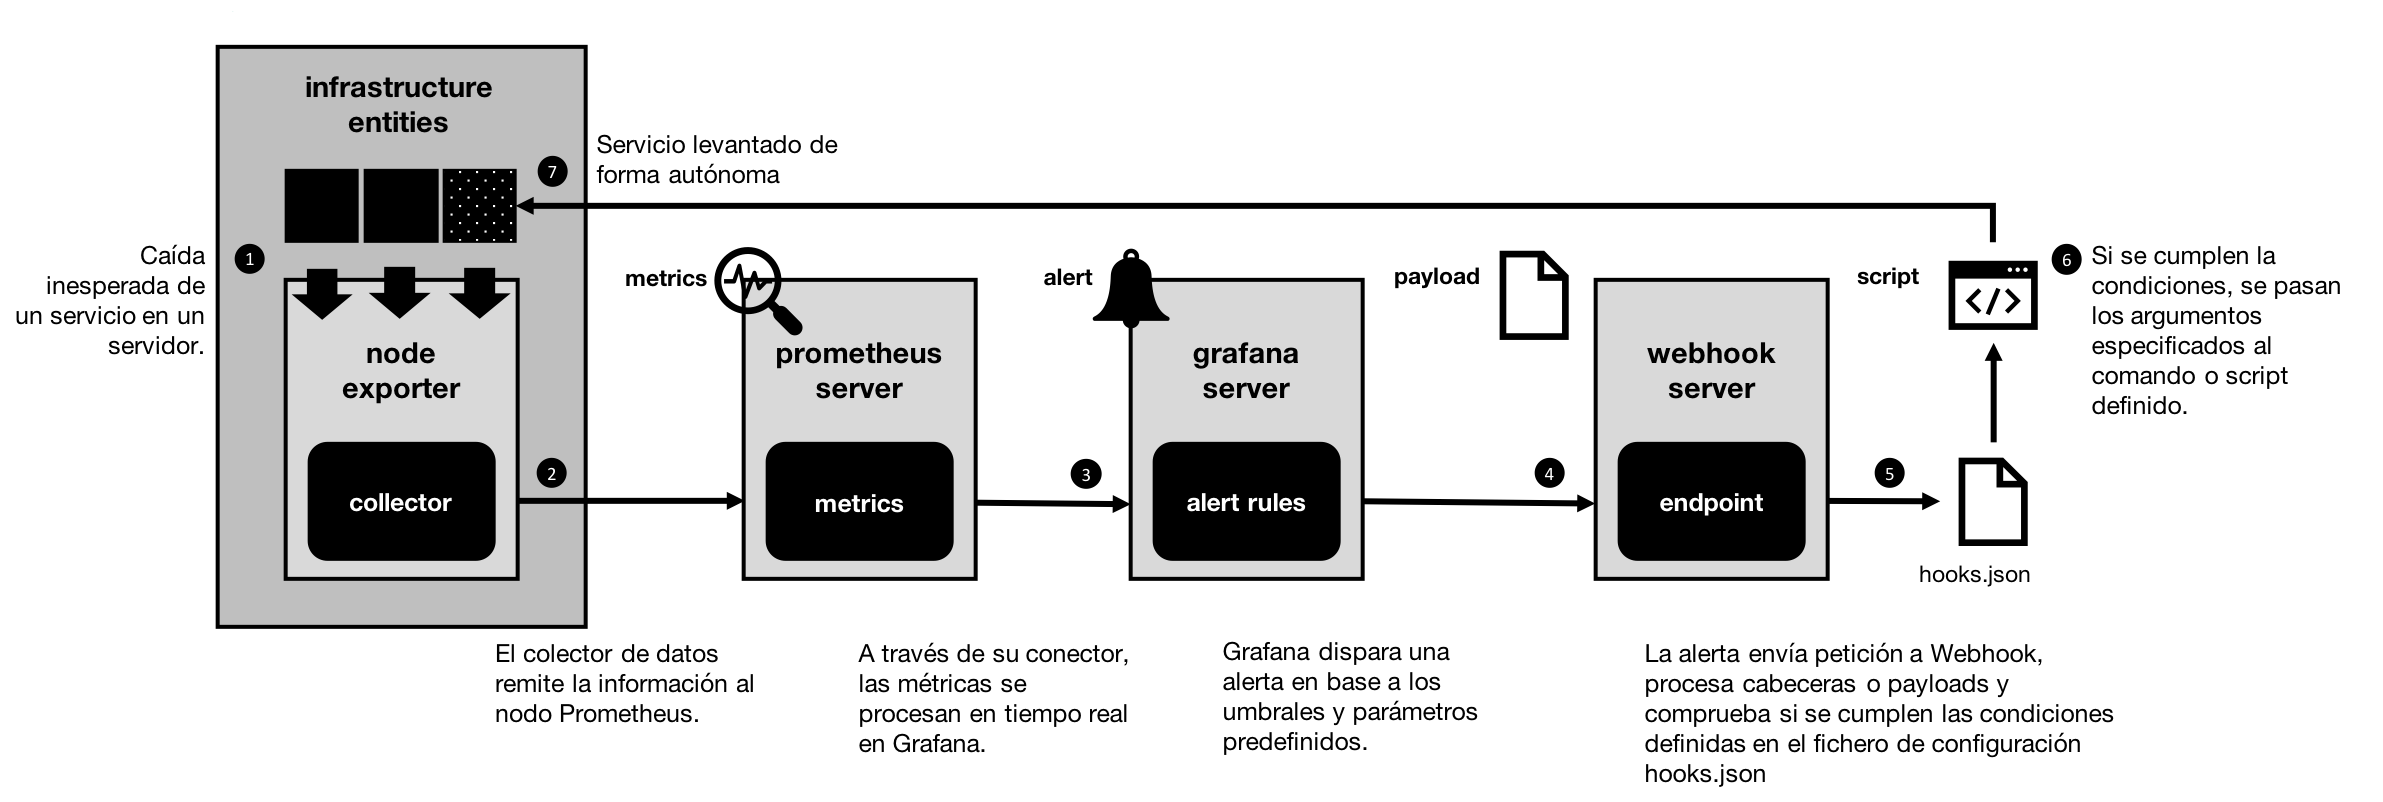 infrastructure
entities
7
Servicio levantado de
forma autónoma
1
Caída
inesperada de
un servicio en un
servidor.
node
exporter
collector
2
metrics
prometheus
server
metrics
3
alert
grafana
server
alert rules
payload
4
webhook
server
endpoint
5
script
6
Si se cumplen la
condiciones, se pasan
los argumentos
especificados al
comando o script
definido.
hooks.json
El colector de datos
remite la información al
nodo Prometheus.
A través de su conector,
las métricas se
procesan en tiempo real
en Grafana.
Grafana dispara una
alerta en base a los
umbrales y parámetros
predefinidos.
La alerta envía petición a Webhook,
procesa cabeceras o payloads y
comprueba si se cumplen las condiciones
definidas en el fichero de configuración
hooks.json